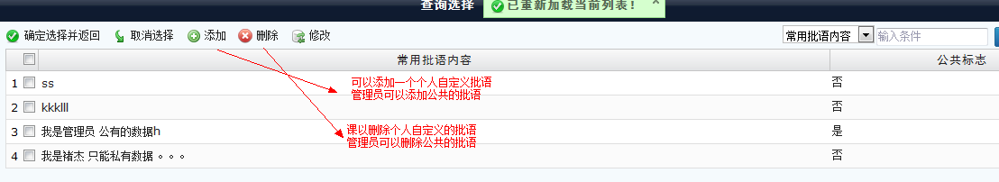 查询选择 已重新加载当前列表！
确定选择并返回 取消选择 添加 删除 修改 常用批语内容 输入条件
常用批语内容 公共标志
1 ss 否
可以添加一个个人自定义批语
管理员可以添加公共的批语
2 kkklll 否
3 我是管理员 公有的数据h 是
课以删除个人自定义的批语
管理员可以删除公共的批语
4 我是禇杰 只能私有数据 。。。 否